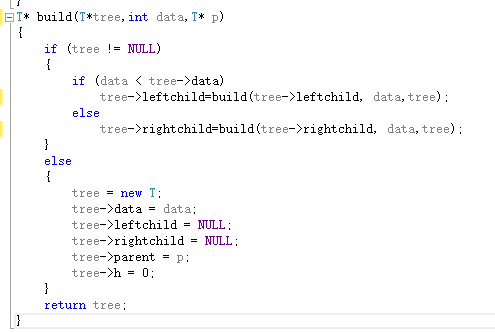 T* build(T*tree,int data,T* p)
{
    if (tree != NULL)
    {
        if (data < tree->data)
            tree->leftchild=build(tree->leftchild, data,tree);
        else
            tree->rightchild=build(tree->rightchild, data,tree);
    }
    else
    {
        tree = new T;
        tree->data = data;
        tree->leftchild = NULL;
        tree->rightchild = NULL;
        tree->parent = p;
        tree->h = 0;
    }
    return tree;
}